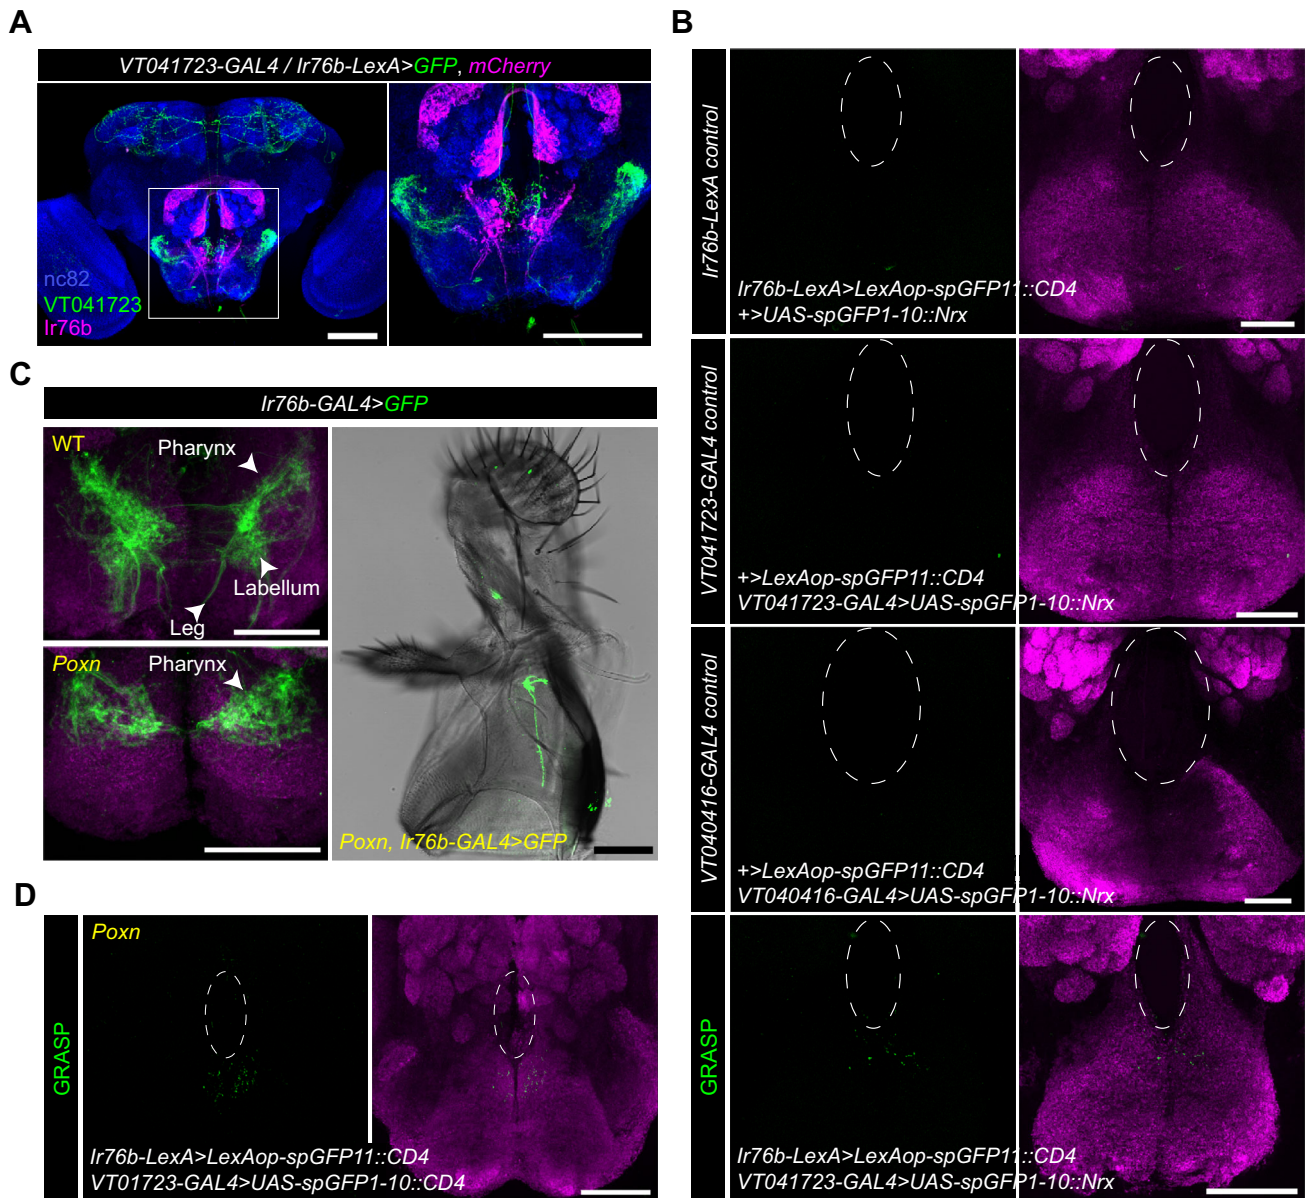 A
VT041723-GAL4 / Ir76b-LexA>GFP, mCherry
nc82
VT041723
Ir76b
B
Ir76b-LexA control
Ir76b-LexA>LexAop-spGFP11::CD4
+>UAS-spGFP1-10::Nrx
VT041723-GAL4 control
+>LexAop-spGFP11::CD4
VT041723-GAL4>UAS-spGFP1-10::Nrx
VT040416-GAL4 control
+>LexAop-spGFP11::CD4
VT040416-GAL4>UAS-spGFP1-10::Nrx
GRASP
Ir76b-LexA>LexAop-spGFP11::CD4
VT041723-GAL4>UAS-spGFP1-10::Nrx
C
Ir76b-GAL4>GFP
WT
Pharynx
Labellum
Leg
Poxn
Pharynx
Poxn, Ir76b-GAL4>GFP
D
GRASP
Poxn
Ir76b-LexA>LexAop-spGFP11::CD4
VT01723-GAL4>UAS-spGFP1-10::CD4